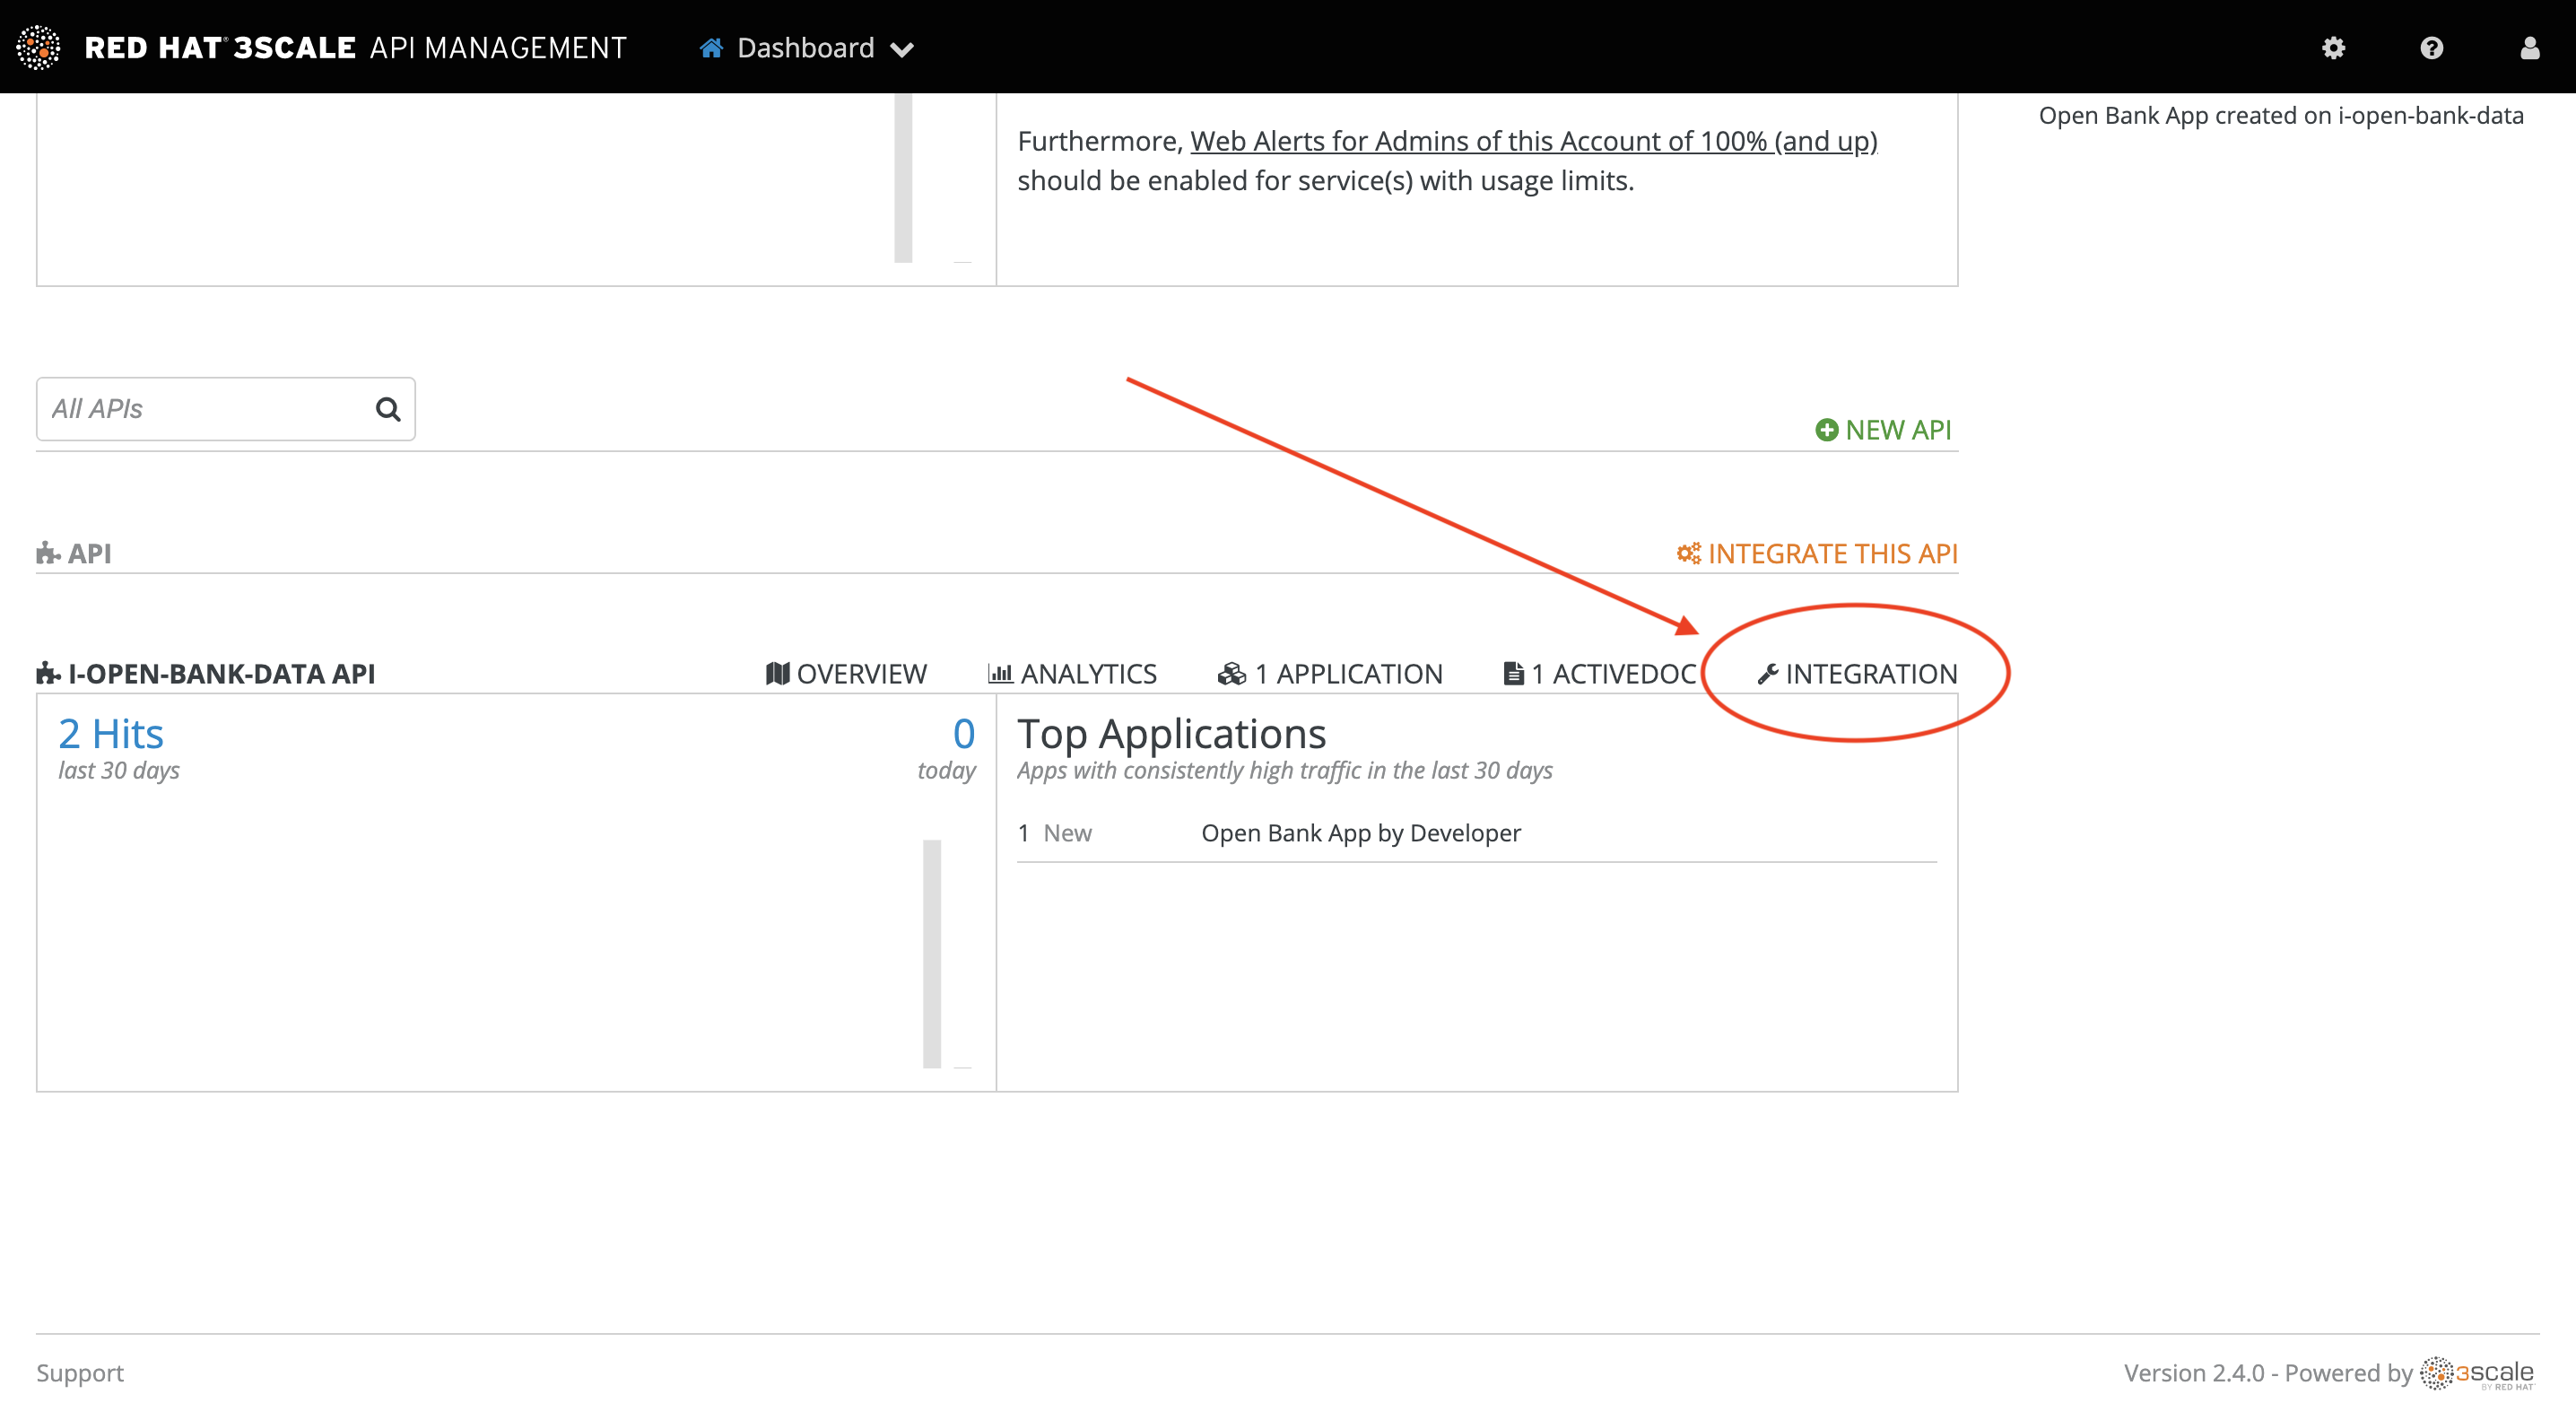 RED HAT® 3SCALE API MANAGEMENT
Dashboard
Open Bank App created on i-open-bank-data
Furthermore, Web Alerts for Admins of this Account of 100% (and up)
should be enabled for service(s) with usage limits.
All APIs
NEW API
API
INTEGRATE THIS API
I-OPEN-BANK-DATA API
OVERVIEW
ANALYTICS
1 APPLICATION
1 ACTIVEDOC
INTEGRATION
2 Hits
last 30 days
0
today
Top Applications
Apps with consistently high traffic in the last 30 days
1 New Open Bank App by Developer
Support
Version 2.4.0 - Powered by 3scale
BY RED HAT